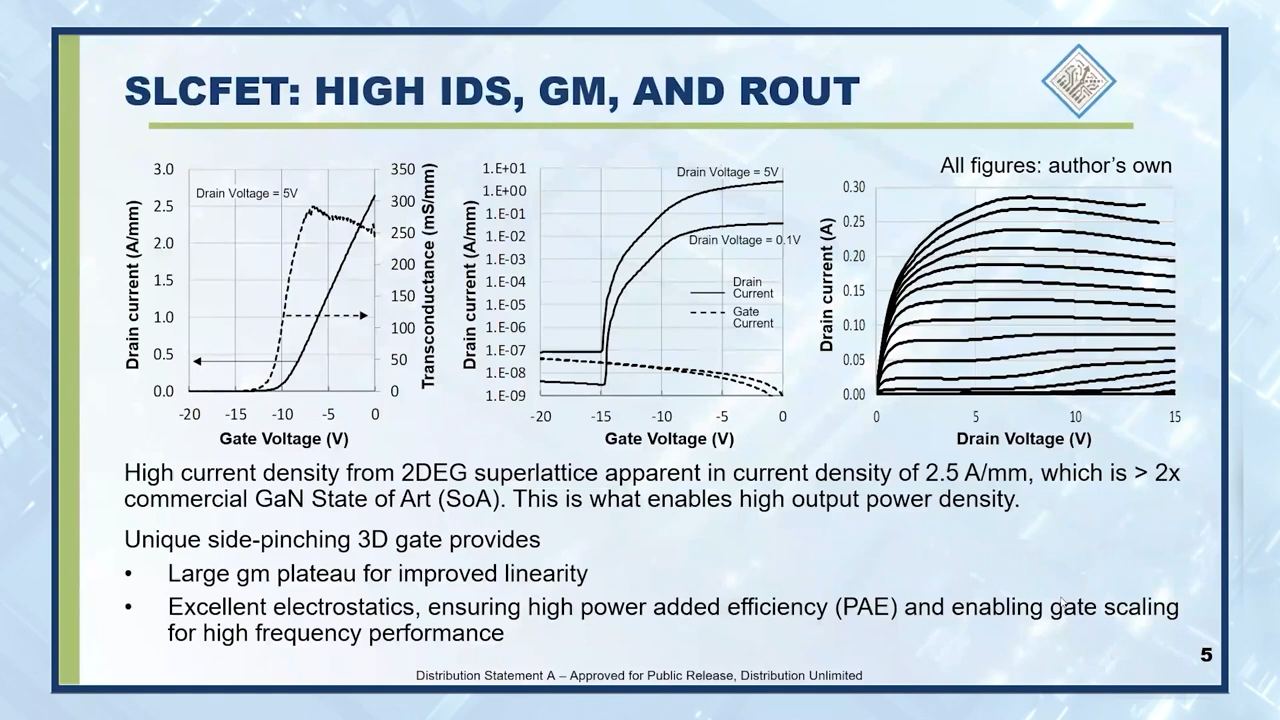 SLCFET: HIGH IDS, GM, AND ROUT
All figures: author's own
Drain current (A/mm)
3.0
2.5
2.0
1.5
1.0
0.5
0.0
Drain Voltage = 5V
350
300
250
200
150
100
50
0
Transconductance (mS/mm)
-20 -15 -10 -5 0
Gate Voltage (V)
Drain current (A/mm)
1.E+01
1.E+00
1.E-01
1.E-02
1.E-03
1.E-04
1.E-05
1.E-06
1.E-07
1.E-08
1.E-09
Drain Voltage = 5V
Drain Voltage = 0.1V
Drain
Current
Gate
Current
-20 -15 -10 -5 0
Gate Voltage (V)
Drain current (A)
0.30
0.25
0.20
0.15
0.10
0.05
0.00
0 5 10 15
Drain Voltage (V)
High current density from 2DEG superlattice apparent in current density of 2.5 A/mm, which is > 2x
commercial GaN State of Art (SoA). This is what enables high output power density.
Unique side-pinching 3D gate provides
• Large gm plateau for improved linearity
• Excellent electrostatics, ensuring high power added efficiency (PAE) and enabling gate scaling
for high frequency performance
5
Distribution Statement A – Approved for Public Release, Distribution Unlimited